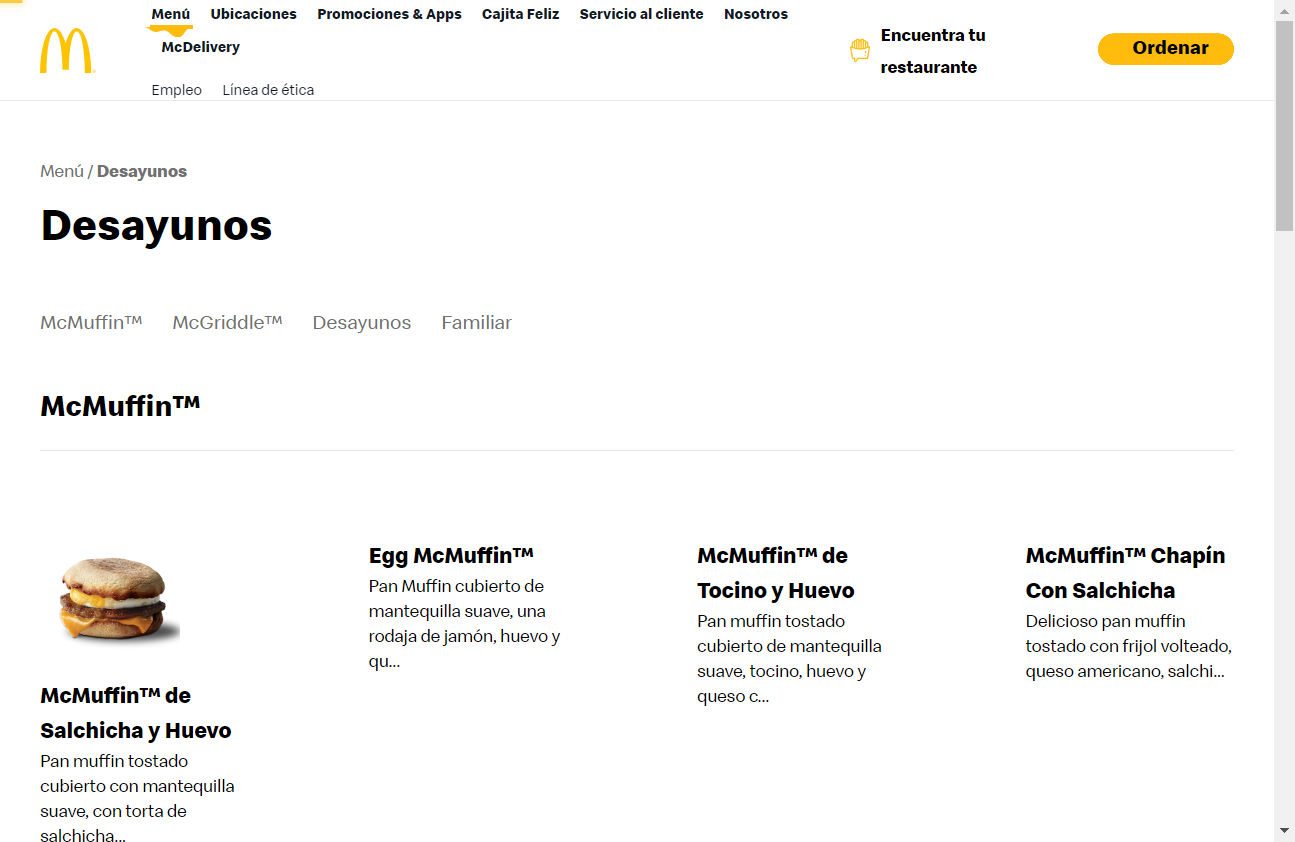 Menú Ubicaciones Promociones & Apps Cajita Feliz Servicio al cliente Nosotros
McDelivery
Empleo Línea de ética
Encuentra tu
restaurante
Ordenar
Menú / Desayunos
Desayunos
McMuffin™ McGriddle™ Desayunos Familiar
McMuffin™
McMuffin™ de
Salchicha y Huevo
Pan muffin tostado
cubierto con mantequilla
suave, con torta de
salchicha...
Egg McMuffin™
Pan Muffin cubierto de
mantequilla suave, una
rodaja de jamón, huevo y
qu...
McMuffin™ de
Tocino y Huevo
Pan muffin tostado
cubierto de mantequilla
suave, tocino, huevo y
queso c...
McMuffin™ Chapín
Con Salchicha
Delicioso pan muffin
tostado con frijol volteado,
queso americano, salchi...